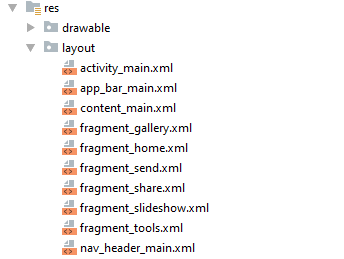 res
drawable
layout
activity_main.xml
app_bar_main.xml
content_main.xml
fragment_gallery.xml
fragment_home.xml
fragment_send.xml
fragment_share.xml
fragment_slideshow.xml
fragment_tools.xml
nav_header_main.xml